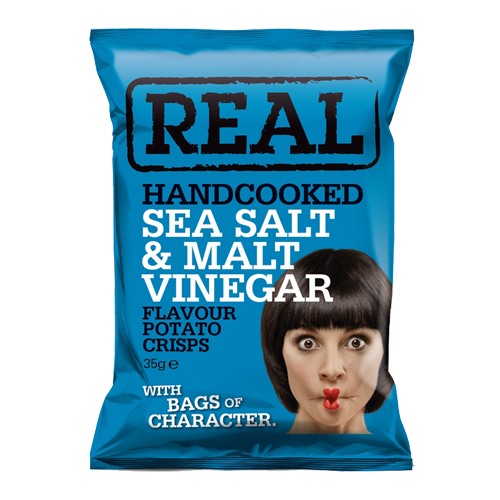 REAL
HANDCOOKED
SEA SALT
& MALT
VINEGAR
FLAVOUR
POTATO
CRISPS
35g e
WITH
BAGS OF
CHARACTER.